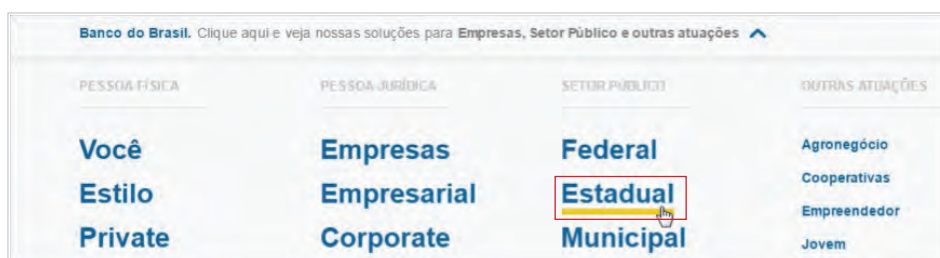 Banco do Brasil. Clique aqui e veja nossas soluções para Empresas, Setor Público e outras atuações
PESSOA FÍSICA
Você
Estilo
Private
PESSOA JURÍDICA
Empresas
Empresarial
Corporate
SETOR PÚBLICO
Federal
Estadual
Municipal
OUTRAS ATUAÇÕES
Agronegócio
Cooperativas
Empreendedor
Jovem